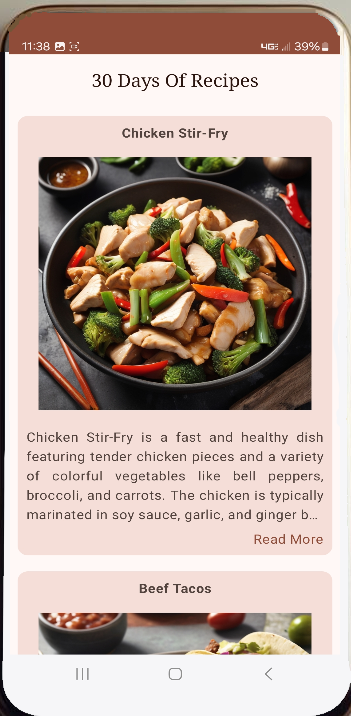 11:38 4G 39%
30 Days Of Recipes
Chicken Stir-Fry
Chicken Stir-Fry is a fast and healthy dish
featuring tender chicken pieces and a variety
of colorful vegetables like bell peppers,
broccoli, and carrots. The chicken is typically
marinated in soy sauce, garlic, and ginger b...
Read More
Beef Tacos